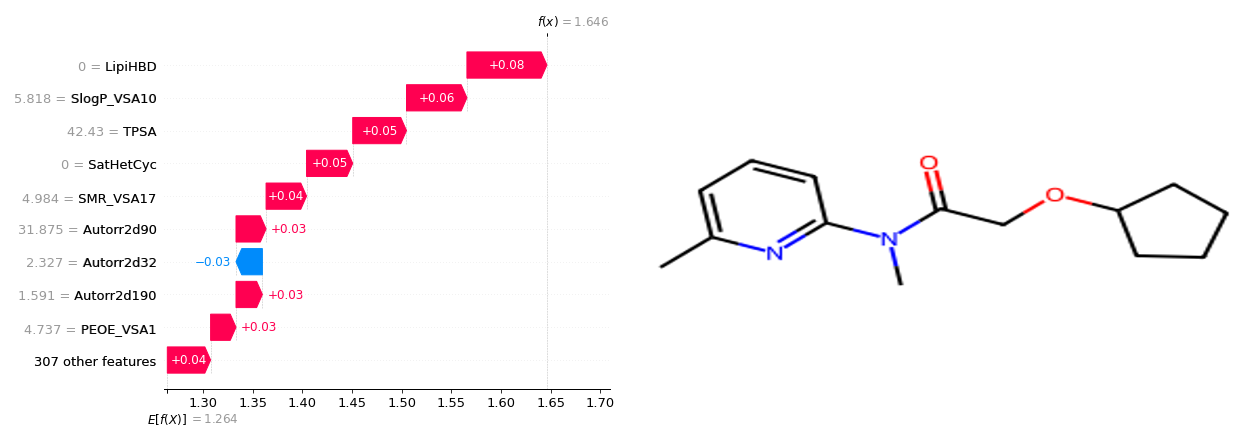 f(x) = 1.646
0 = LipiHBD
+0.08
5.818 = SlogP_VSA10
+0.06
42.43 = TPSA
+0.05
0 = SatHetCyc
+0.05
4.984 = SMR_VSA17
+0.04
31.875 = Autorr2d90
+0.03
2.327 = Autorr2d32
−0.03
1.591 = Autorr2d190
+0.03
4.737 = PEOE_VSA1
+0.03
307 other features
+0.04
1.30 1.35 1.40 1.45 1.50 1.55 1.60 1.65 1.70
E[f(X)] = 1.264
O
O
N
N